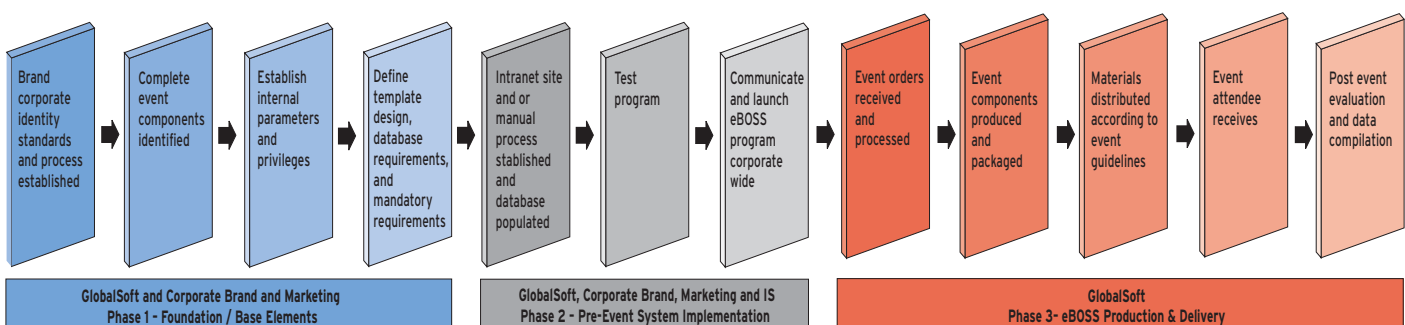 Brand
corporate
identity
standards
and process
established
Complete
event
components
identified
Establish
internal
parameters
and
privileges
Define
template
design,
database
requirements,
and
mandatory
requirements
Intranet site
and or
manual
process
stablished
and
database
populated
Test
program
Communicate
and launch
eBOSS
program
corporate
wide
Event orders
received
and
processed
Event
components
produced
and
packaged
Materials
distributed
according to
event
guidelines
Event
attendee
receives
Post event
evaluation
and data
compilation
GlobalSoft and Corporate Brand and Marketing
Phase 1 - Foundation / Base Elements
GlobalSoft, Corporate Brand, Marketing and IS
Phase 2 - Pre-Event System Implementation
GlobalSoft
Phase 3- eBOSS Production & Delivery